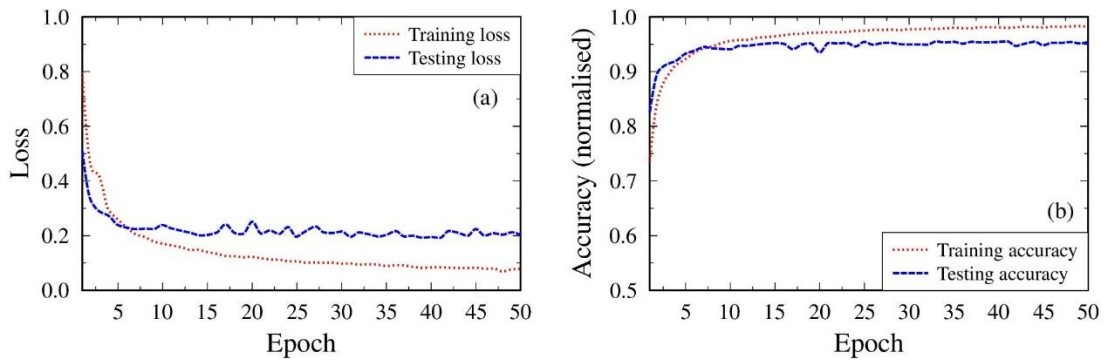 1.0
0.8
0.6
0.4
0.2
0.0
Loss
Training loss
Testing loss
(a)
5 10 15 20 25 30 35 40 45 50
Epoch
1.0
0.9
0.8
0.7
0.6
0.5
Accuracy (normalised)
(b)
Training accuracy
Testing accuracy
5 10 15 20 25 30 35 40 45 50
Epoch